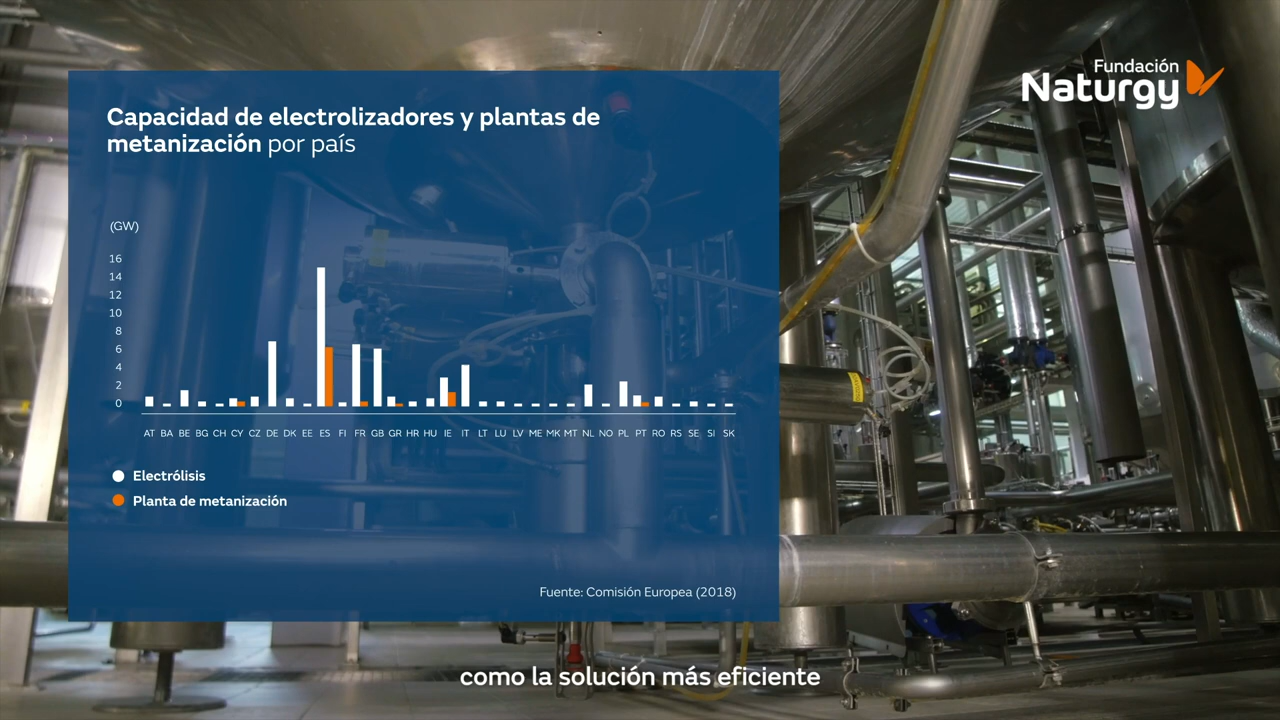 Fundación
Naturgy
Capacidad de electrolizadores y plantas de
metanización por país
(GW)
16
14
12
10
8
6
4
2
0
AT BA BE BG CH CY CZ DE DK EE ES FI FR GB GR HR HU IE IT LT LU LV ME MK MT NL NO PL PT RO RS SE SI SK
Electrólisis
Planta de metanización
Fuente: Comisión Europea (2018)
como la solución más eficiente